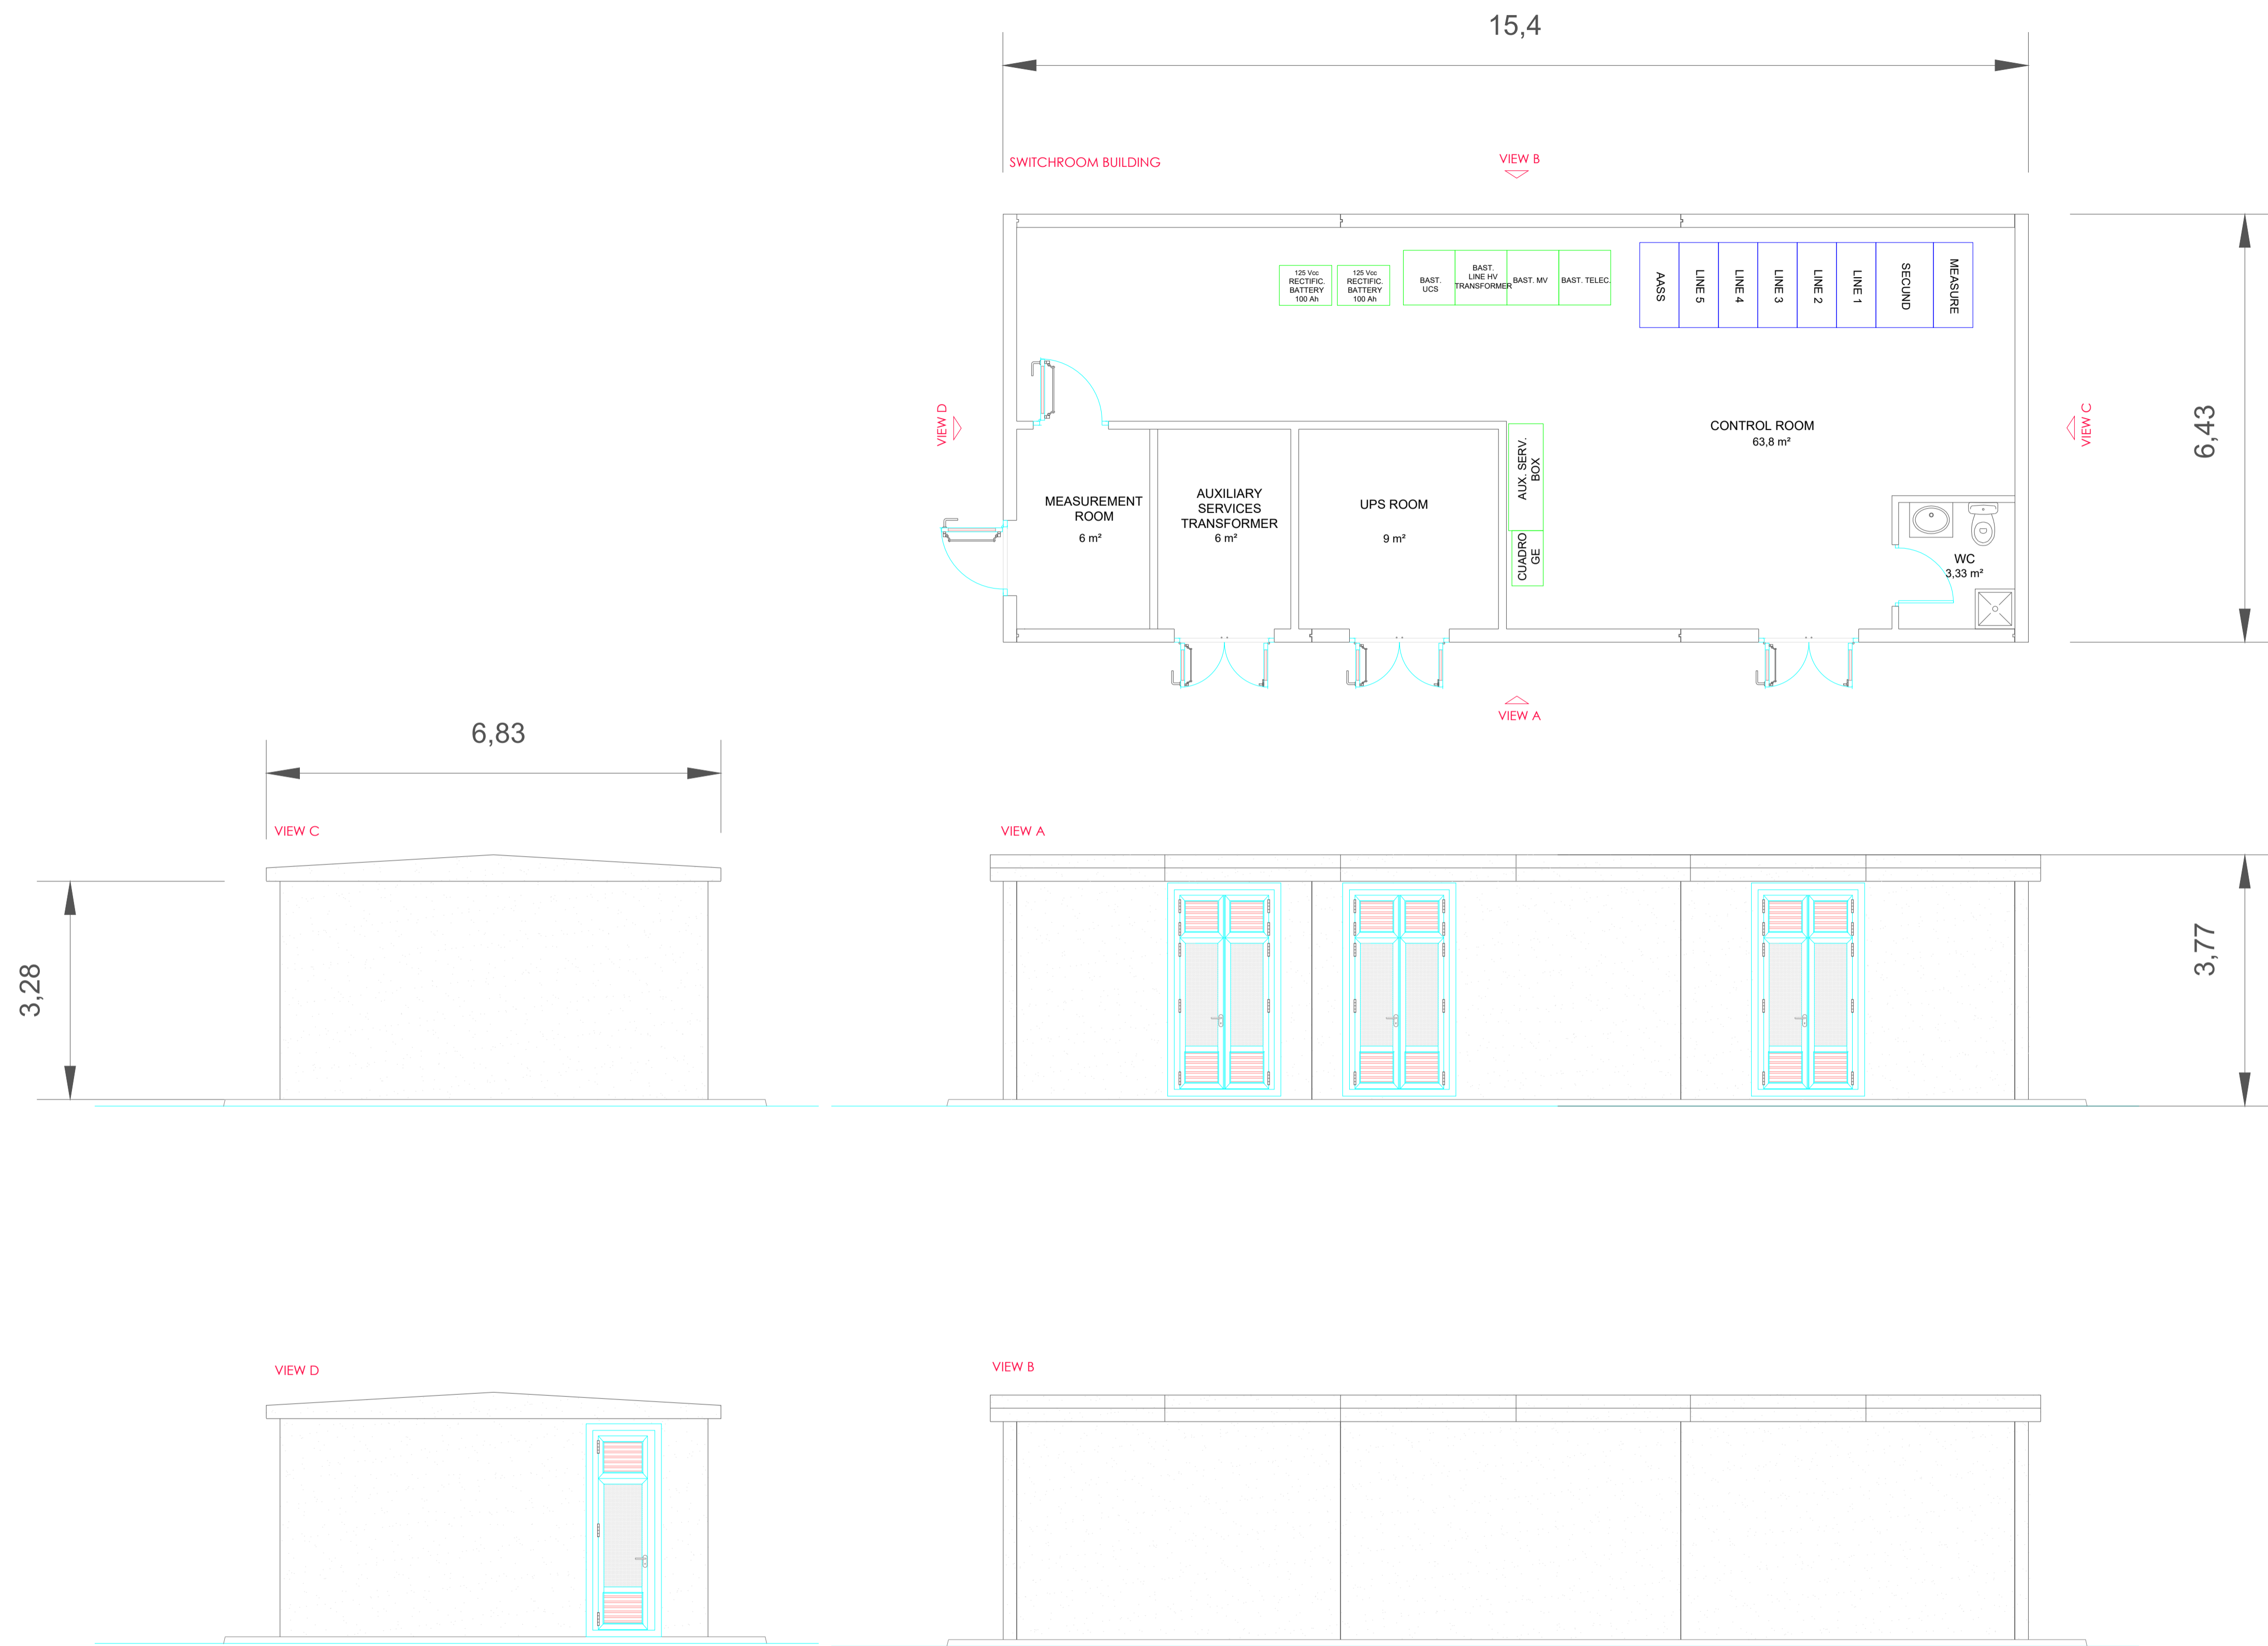 15,4
SWITCHROOM BUILDING
VIEW B
125 Vcc
RECTIFIC.
BATTERY
100 Ah
125 Vcc
RECTIFIC.
BATTERY
100 Ah
BAST.
UCS
BAST.
LINE HV
TRANSFORMER
BAST. MV
BAST. TELEC.
AASS
LINE 5
LINE 4
LINE 3
LINE 2
LINE 1
SECUND
MEASURE
VIEW D
VIEW C
6,43
CONTROL ROOM
63,8 m²
MEASUREMENT
ROOM
6 m²
AUXILIARY
SERVICES
TRANSFORMER
6 m²
UPS ROOM
9 m²
AUX. SERV.
BOX
CUADRO
GE
WC
3,33 m²
VIEW A
6,83
VIEW C
VIEW A
3,28
3,77
VIEW D
VIEW B